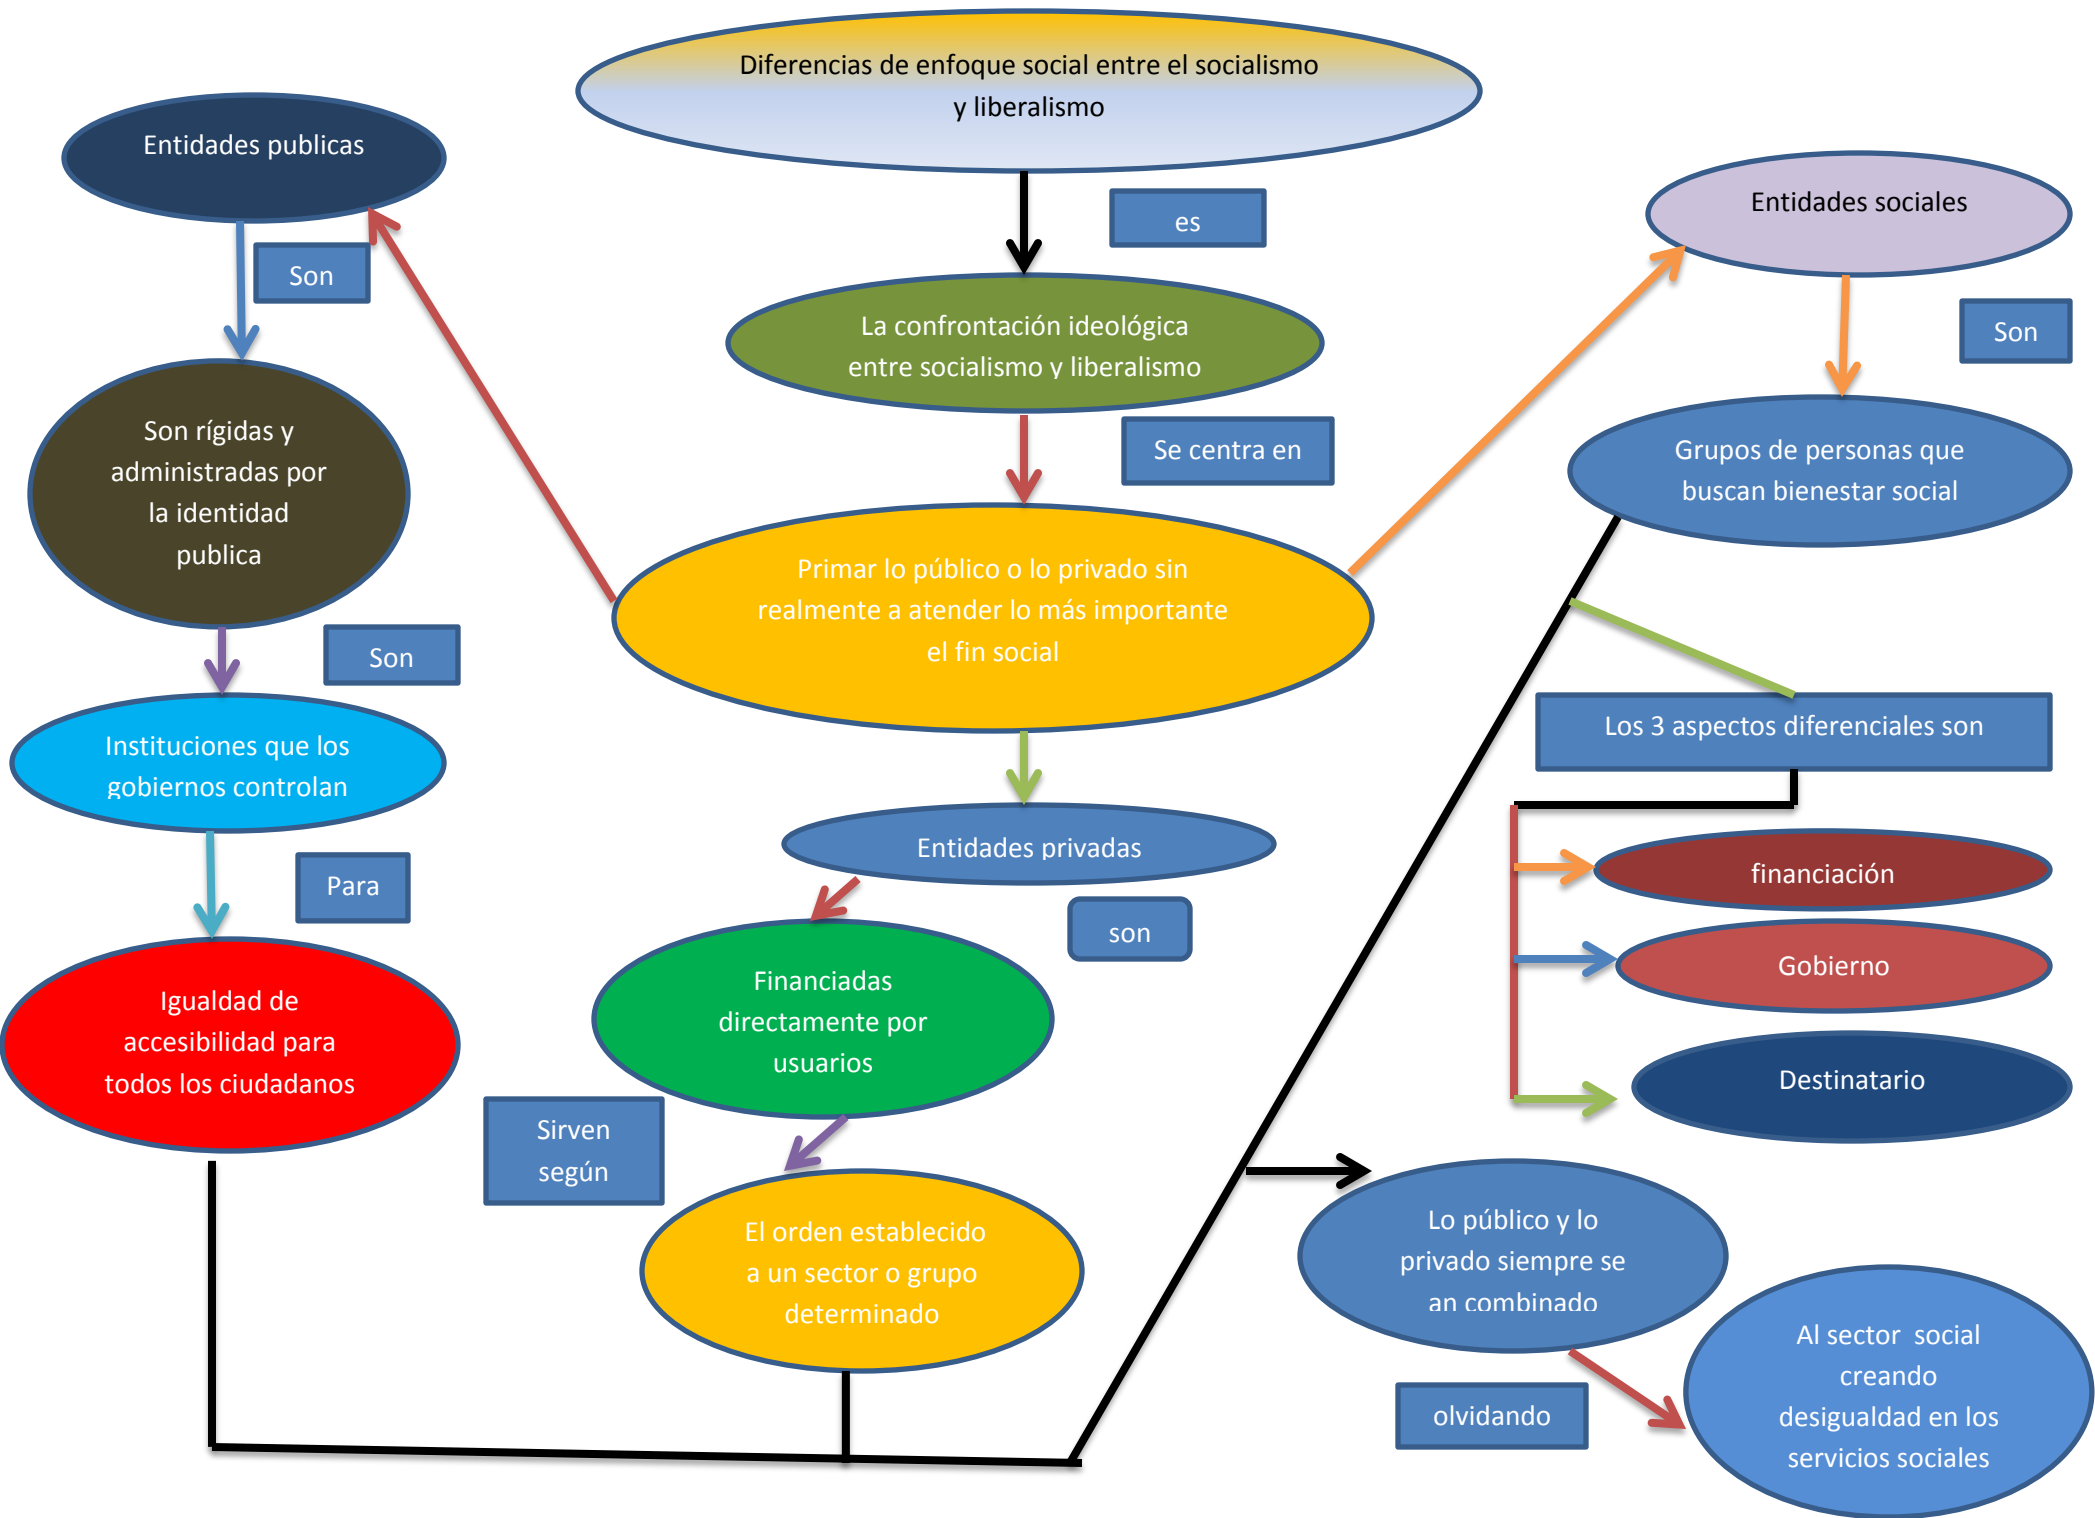 Diferencias de enfoque social entre el socialismo
y liberalismo
Entidades publicas
es
Entidades sociales
Son
La confrontación ideológica
entre socialismo y liberalismo
Son
Son rígidas y
administradas por
la identidad
publica
Se centra en
Grupos de personas que
buscan bienestar social
Primar lo público o lo privado sin
realmente a atender lo más importante
el fin social
Son
Instituciones que los
gobiernos controlan
Los 3 aspectos diferenciales son
Entidades privadas
Para
financiación
son
Gobierno
Igualdad de
accesibilidad para
todos los ciudadanos
Financiadas
directamente por
usuarios
Destinatario
Sirven
según
El orden establecido
a un sector o grupo
determinado
Lo público y lo
privado siempre se
an combinado
olvidando
Al sector  social
creando
desigualdad en los
servicios sociales